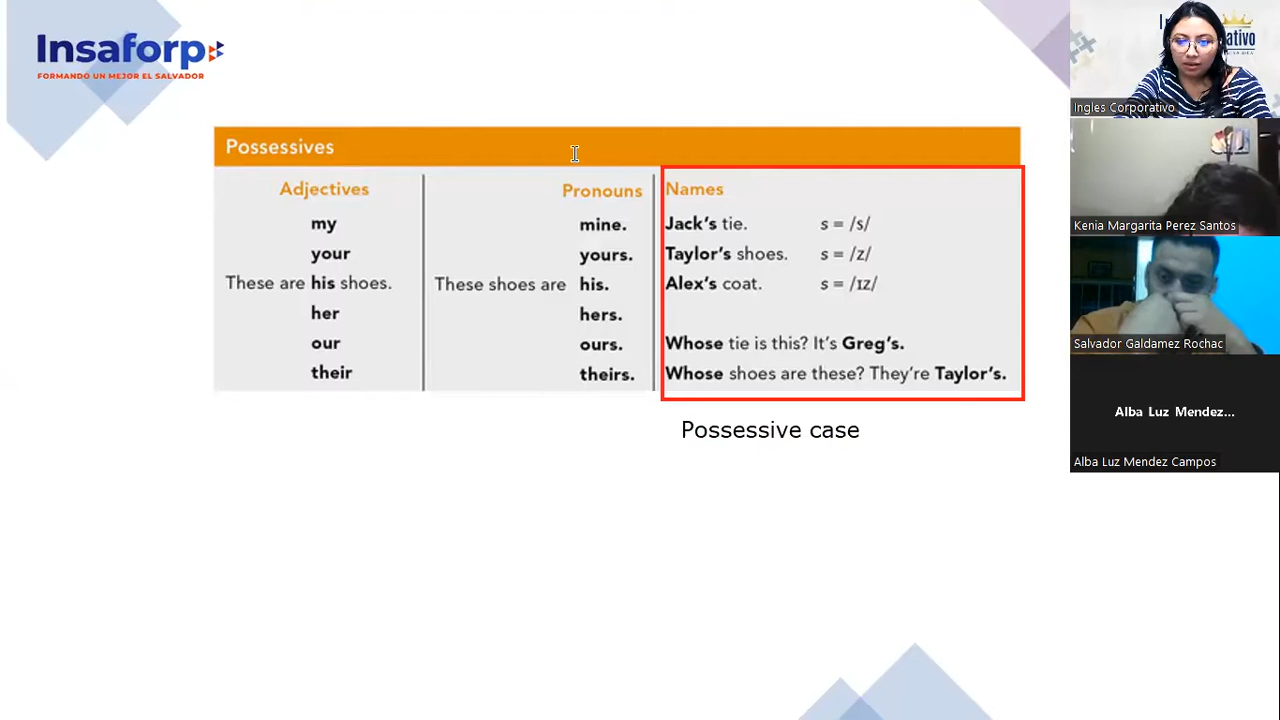 Insaforp
FORMANDO UN MEJOR EL SALVADOR
Possessives
Adjectives
my
your
These are his shoes.
her
our
their
Pronouns
mine.
yours.
These shoes are his.
hers.
ours.
theirs.
Names
Jack's tie. s = /s/
Taylor's shoes. s = /z/
Alex's coat. s = /ɪz/
Whose tie is this? It's Greg's.
Whose shoes are these? They're Taylor's.
Possessive case
Ingles Corporativo
Kenia Margarita Perez Santos
Salvador Galdamez Rochac
Alba Luz Mendez...
Alba Luz Mendez Campos